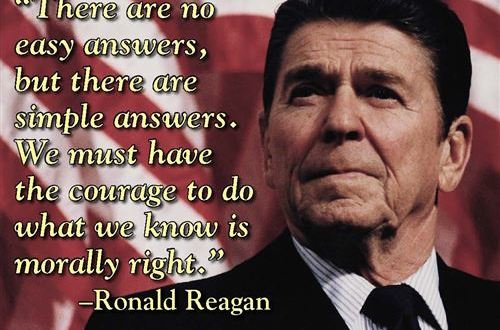 “There are no
easy answers,
but there are
simple answers.
We must have
the courage to do
what we know is
morally right.”
–Ronald Reagan